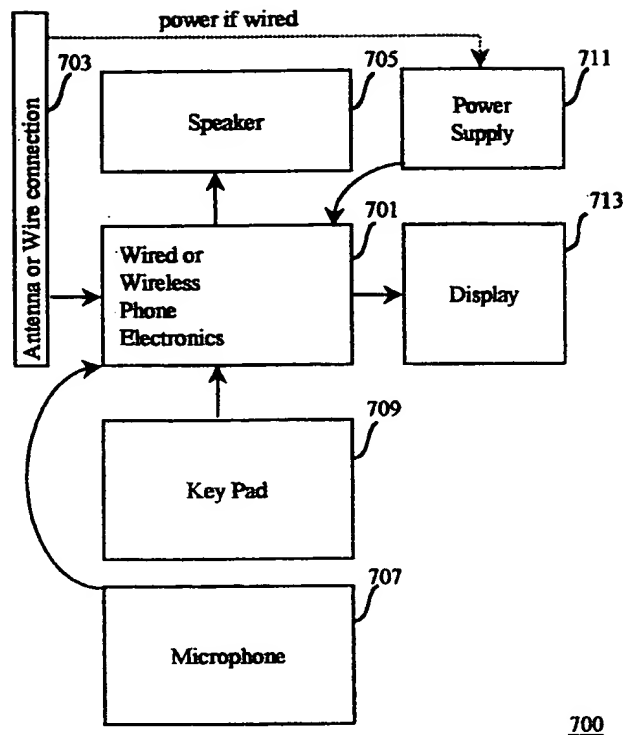 power if wired
703
705
711
Antenna or Wire connection
Speaker
Power
Supply
701
713
Wired or
Wireless
Phone
Electronics
Display
709
Key Pad
707
Microphone
700